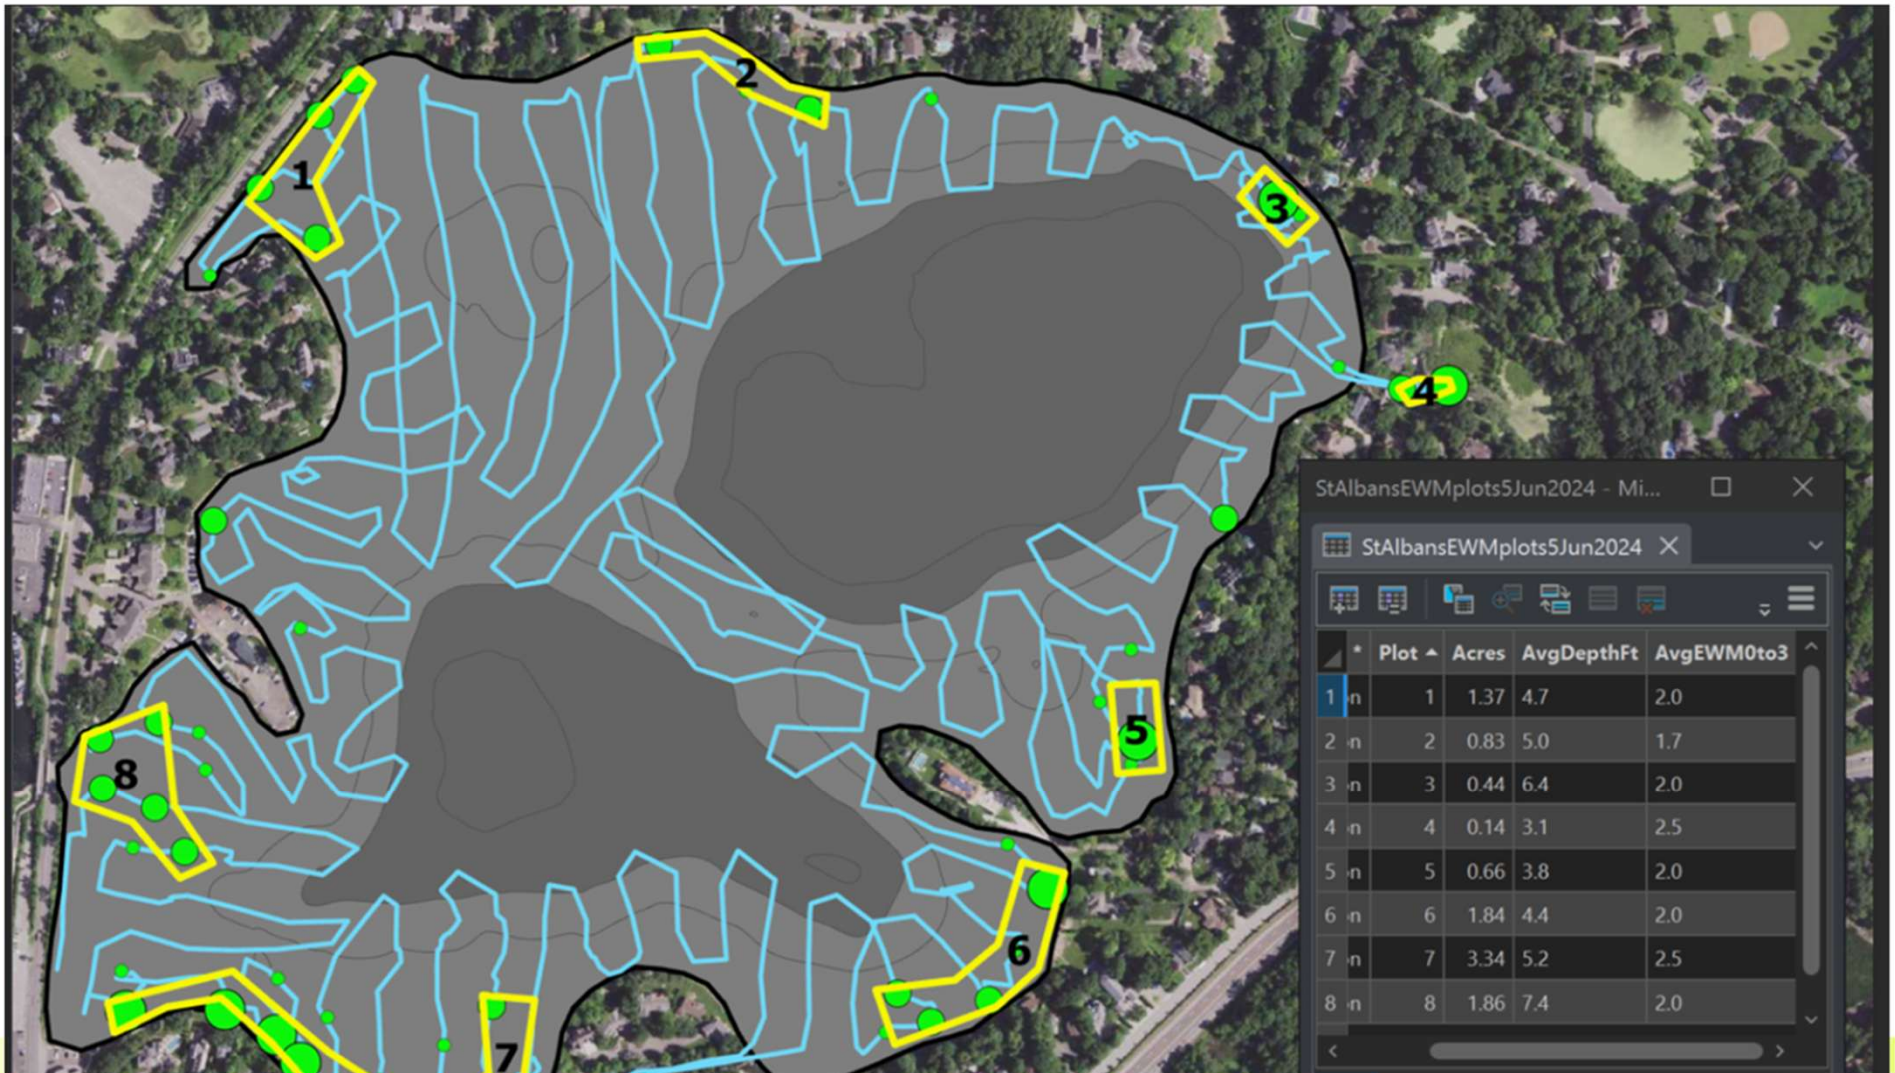 1
2
3
4
5
6
7
8
StAlbansEWMplots5Jun2024 - Mi...
StAlbansEWMplots5Jun2024
* Plot Acres AvgDepthFt AvgEWM0to3
1 n 1 1.37 4.7 2.0
2 n 2 0.83 5.0 1.7
3 n 3 0.44 6.4 2.0
4 n 4 0.14 3.1 2.5
5 n 5 0.66 3.8 2.0
6 n 6 1.84 4.4 2.0
7 n 7 3.34 5.2 2.5
8 n 8 1.86 7.4 2.0